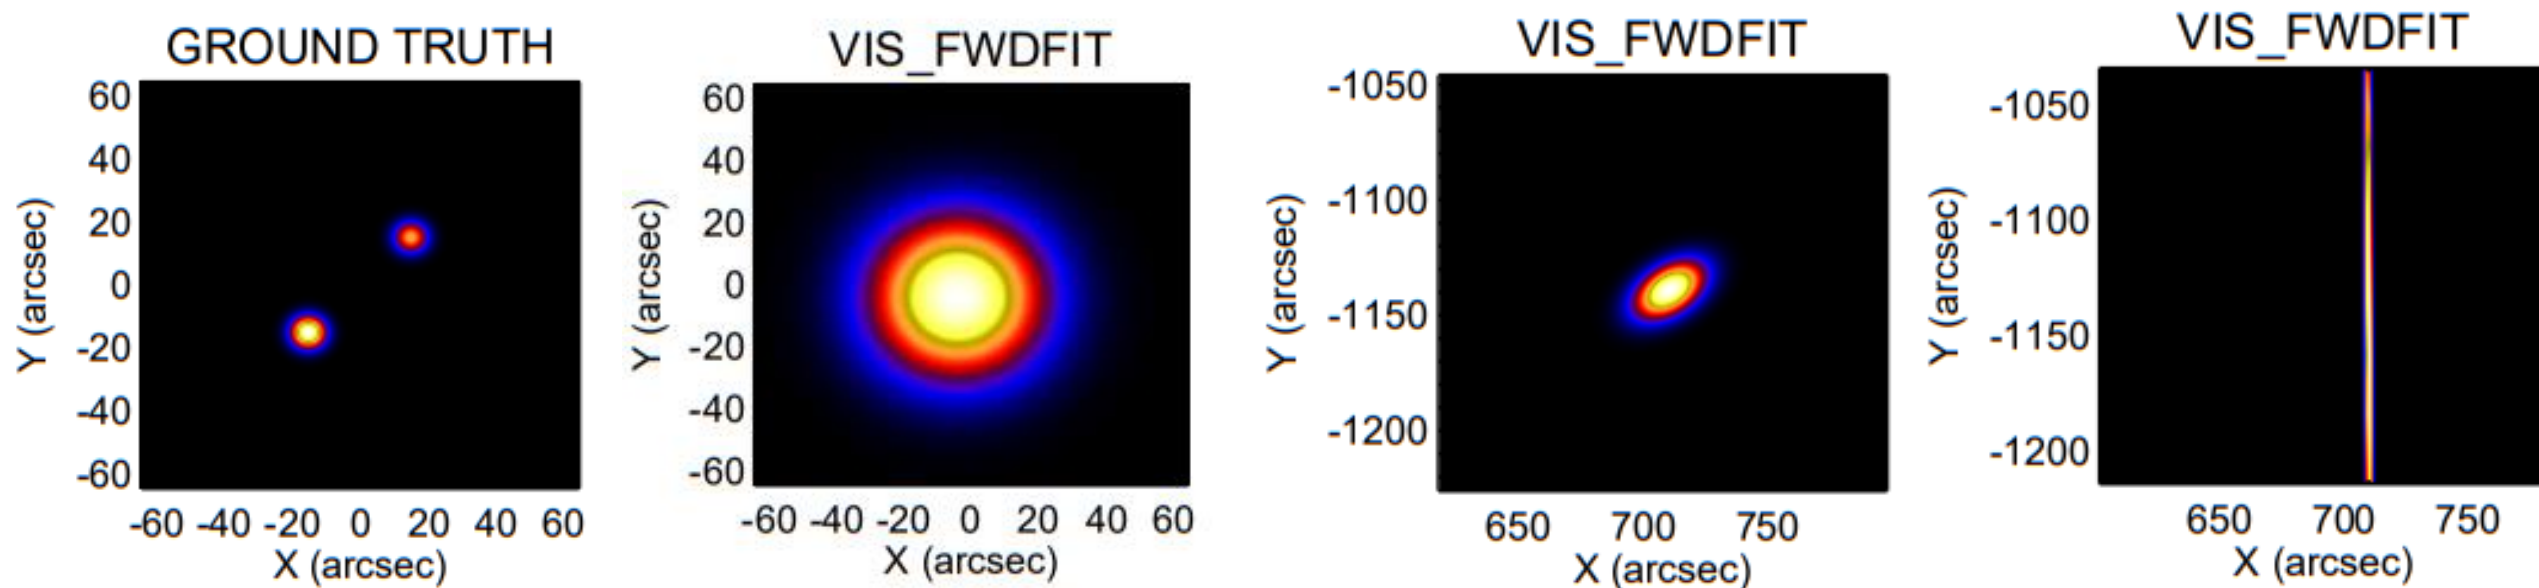 GROUND TRUTH
60
40
20
0
-20
-40
-60
Y (arcsec)
-60 -40 -20 0 20 40 60
X (arcsec)
VIS_FWDFIT
60
40
20
0
-20
-40
-60
Y (arcsec)
-60 -40 -20 0 20 40 60
X (arcsec)
VIS_FWDFIT
-1050
-1100
-1150
-1200
Y (arcsec)
650 700 750
X (arcsec)
VIS_FWDFIT
-1050
-1100
-1150
-1200
Y (arcsec)
650 700 750
X (arcsec)